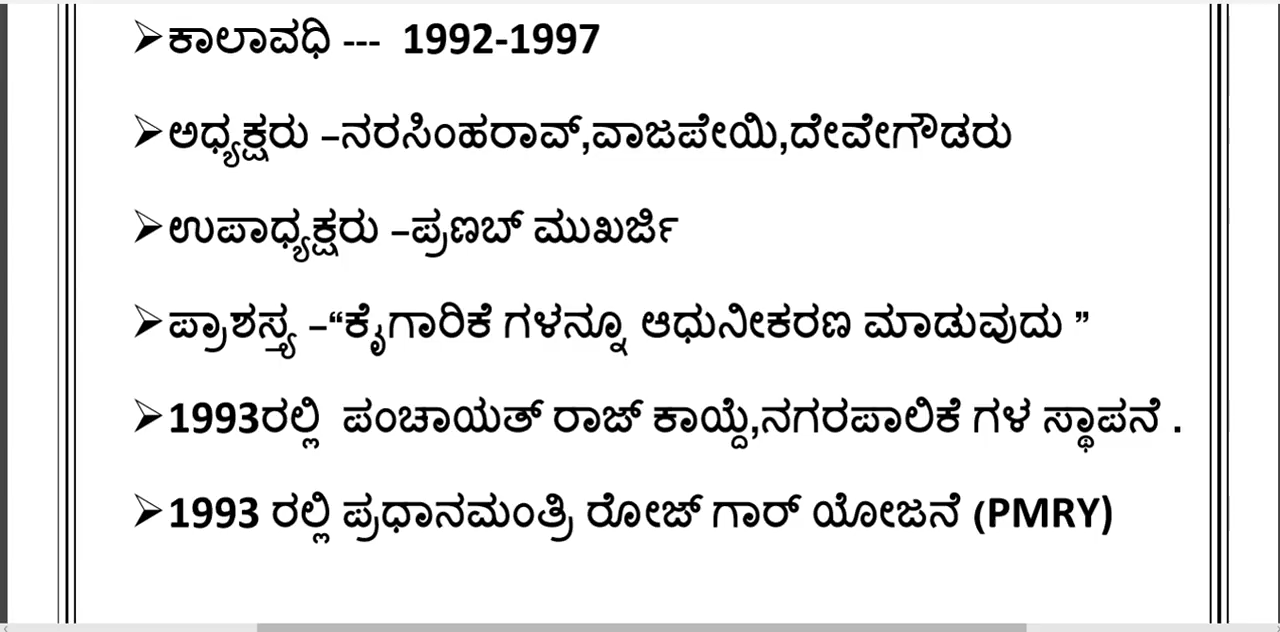 ➢ಕಾಲಾವಧಿ --- 1992-1997
➢ಅಧ್ಯಕ್ಷರು –ನರಸಿಂಹರಾವ್,ವಾಜಪೇಯಿ,ದೇವೇಗೌಡರು
➢ಉಪಾಧ್ಯಕ್ಷರು –ಪ್ರಣಬ್ ಮುಖರ್ಜಿ
➢ಪ್ರಾಶಸ್ತ್ಯ –“ಕೈಗಾರಿಕೆ ಗಳನ್ನೂ ಆಧುನೀಕರಣ ಮಾಡುವುದು ”
➢1993ರಲ್ಲಿ ಪಂಚಾಯತ್ ರಾಜ್ ಕಾಯ್ದೆ,ನಗರಪಾಲಿಕೆ ಗಳ ಸ್ಥಾಪನೆ .
➢1993 ರಲ್ಲಿ ಪ್ರಧಾನಮಂತ್ರಿ ರೋಜ್ ಗಾರ್ ಯೋಜನೆ (PMRY)